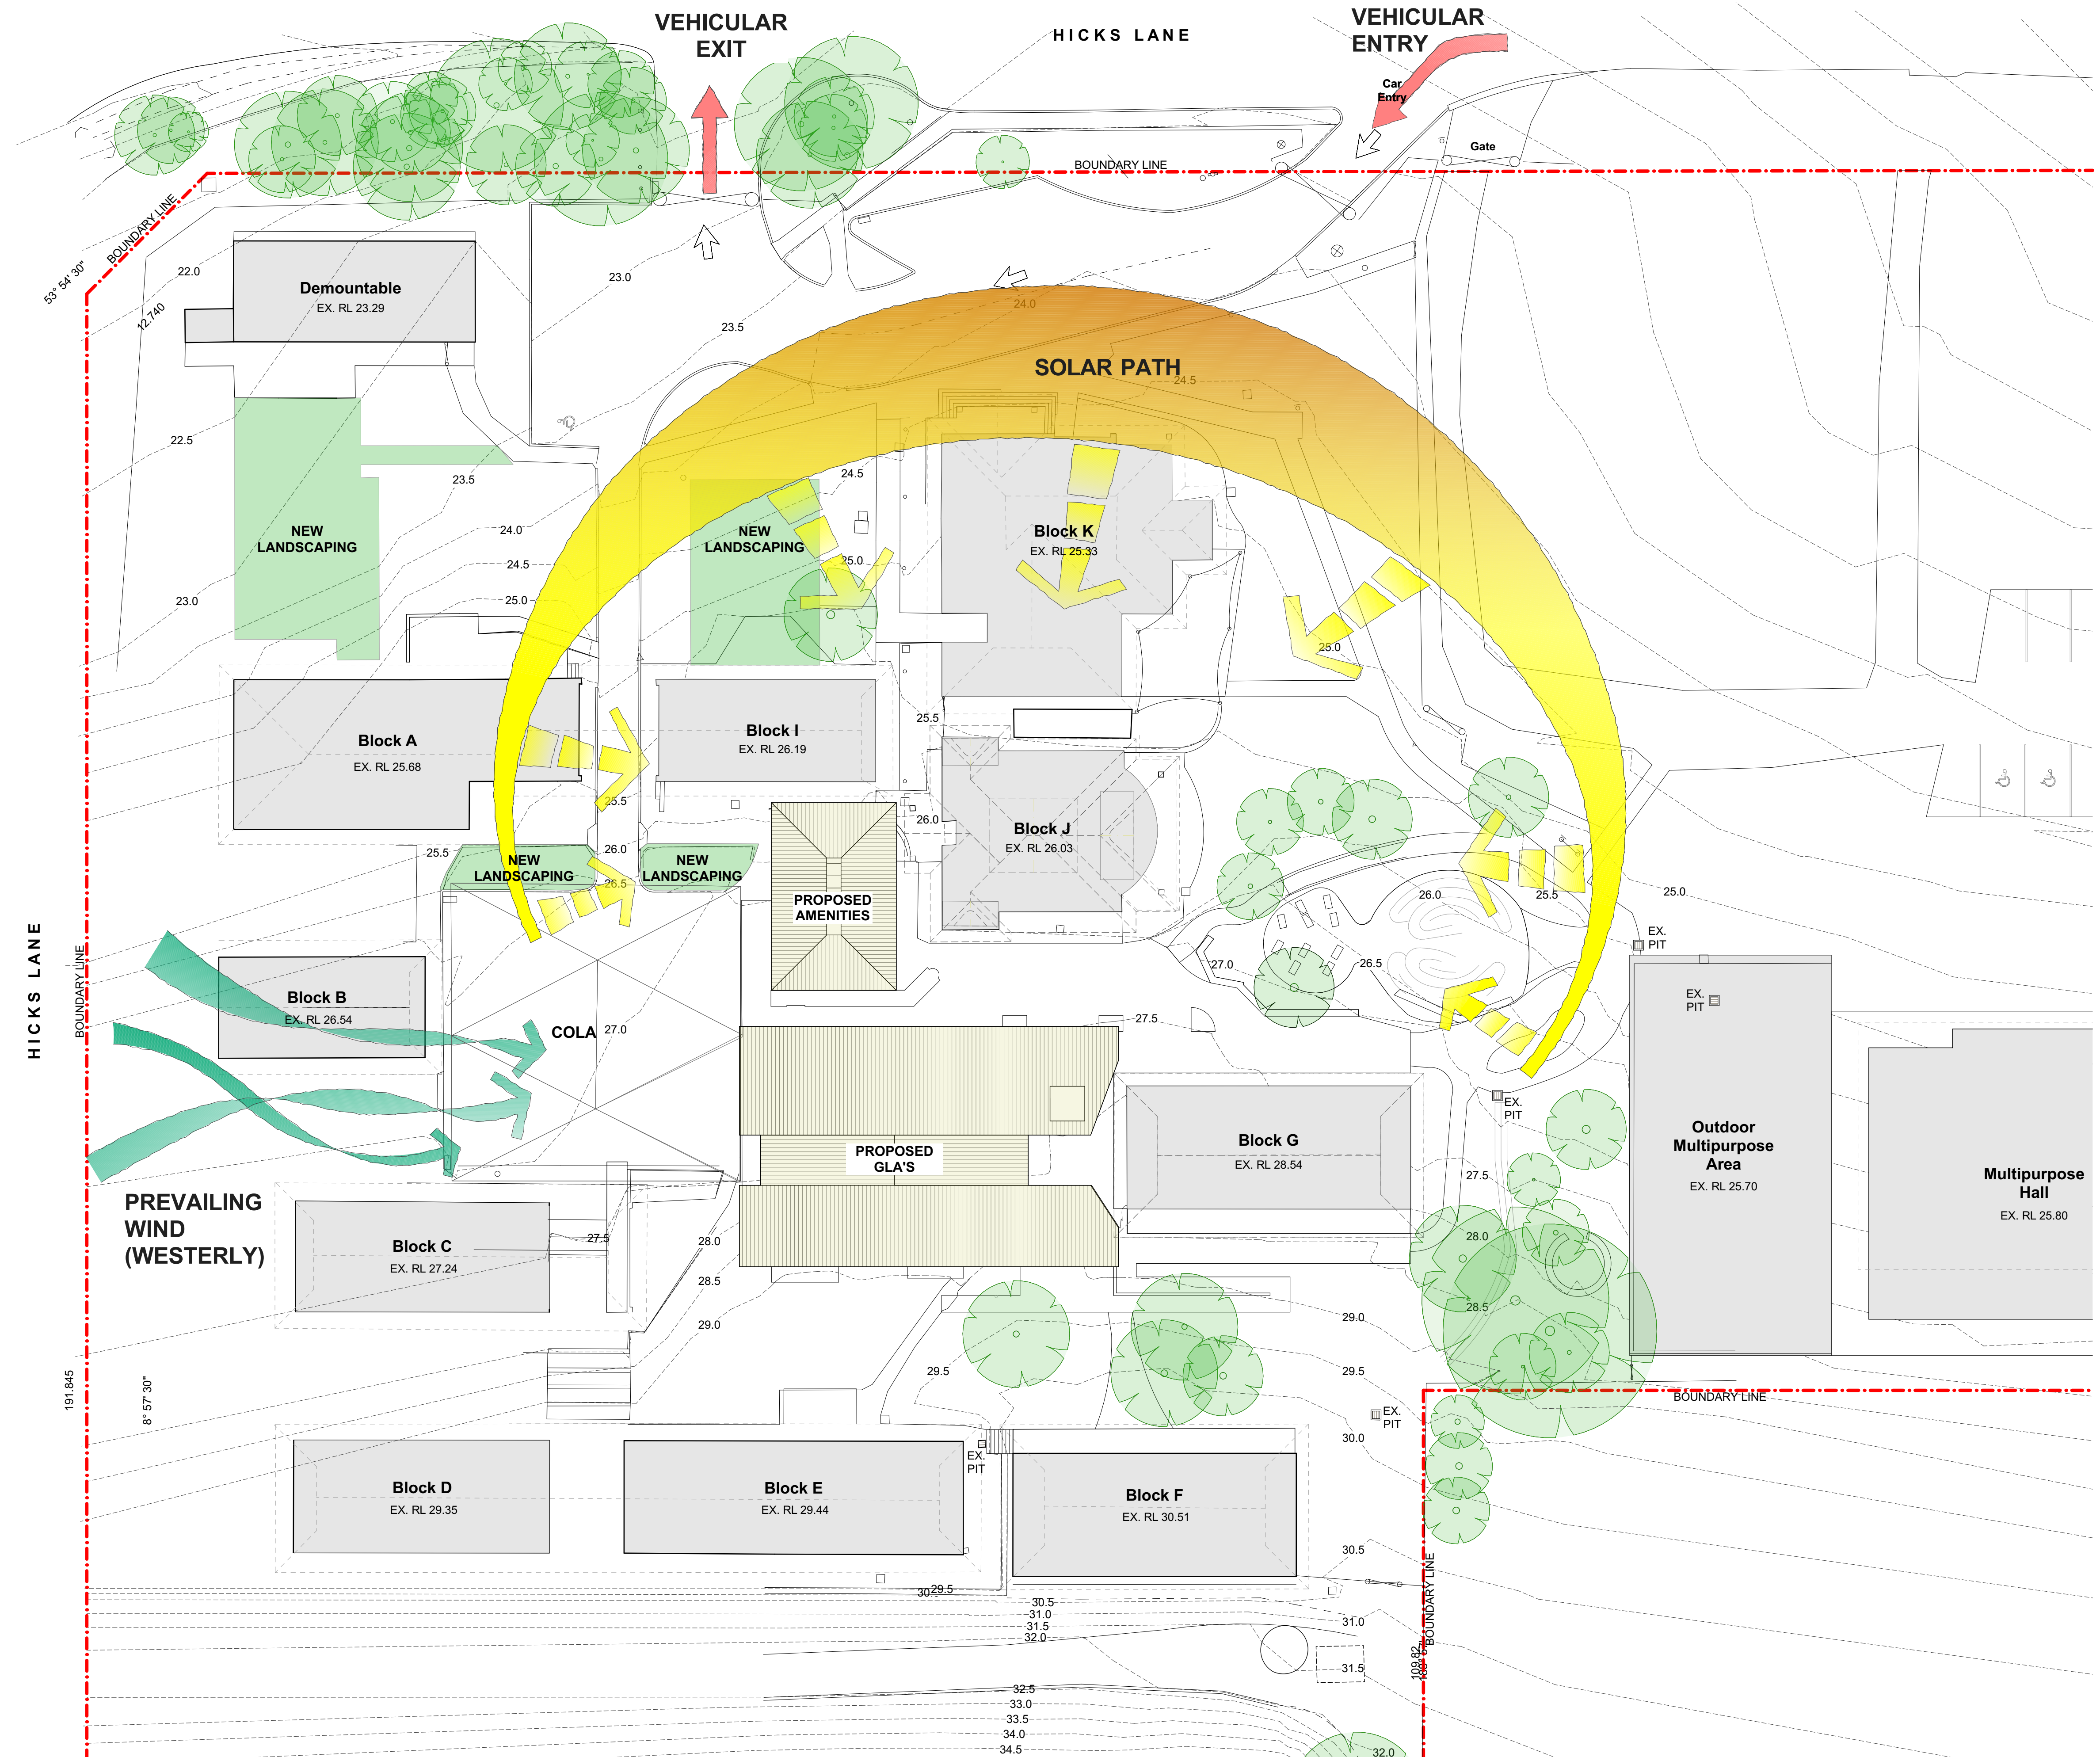 VEHICULAR
EXIT
HICKS LANE
VEHICULAR
ENTRY
Car
Entry
Gate
BOUNDARY LINE
BOUNDARY LINE
53° 54' 30"
12.740
22.0
23.0
Demountable
EX. RL 23.29
23.5
24.0
SOLAR PATH
24.5
22.5
23.5
24.5
NEW
LANDSCAPING
24.0
NEW
LANDSCAPING
Block K
EX. RL 25.33
24.5
25.0
23.0
25.0
25.0
Block A
EX. RL 25.68
Block I
EX. RL 26.19
25.5
25.5
26.0
Block J
EX. RL 26.03
25.5
26.0
NEW
LANDSCAPING
26.5
NEW
LANDSCAPING
PROPOSED
AMENITIES
26.0
25.5
25.0
HICKS LANE
BOUNDARY LINE
EX.
PIT
27.0
26.5
Block B
EX. RL 26.54
COLA
27.0
27.5
EX.
PIT
EX.
PIT
PROPOSED
GLA'S
Block G
EX. RL 28.54
27.5
Outdoor
Multipurpose
Area
EX. RL 25.70
Multipurpose
Hall
EX. RL 25.80
PREVAILING
WIND
(WESTERLY)
Block C
EX. RL 27.24
27.5
28.0
28.0
28.5
28.5
29.0
29.0
29.5
29.5
191.845
8° 57' 30"
BOUNDARY LINE
EX.
PIT
30.0
EX.
PIT
Block D
EX. RL 29.35
Block E
EX. RL 29.44
Block F
EX. RL 30.51
30.5
BOUNDARY LINE
29.5
30.5
31.0
31.5
32.0
31.0
31.5
109.82
32.5
33.0
33.5
34.0
34.5
32.0